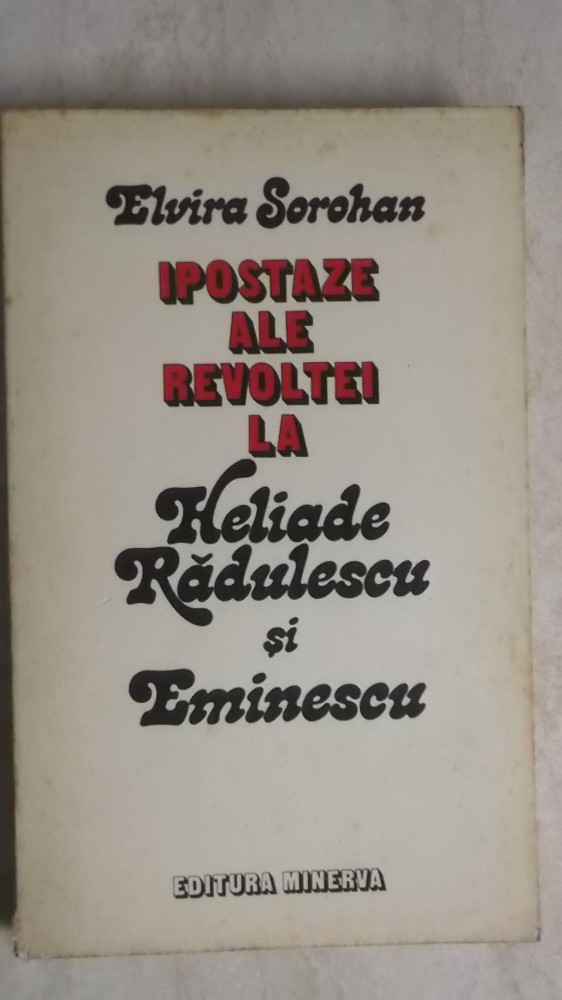 Elvira Sorohan
IPOSTAZE
ALE
REVOLTEI
LA
Heliade
Rădulescu
și
Eminescu
EDITURA MINERVA